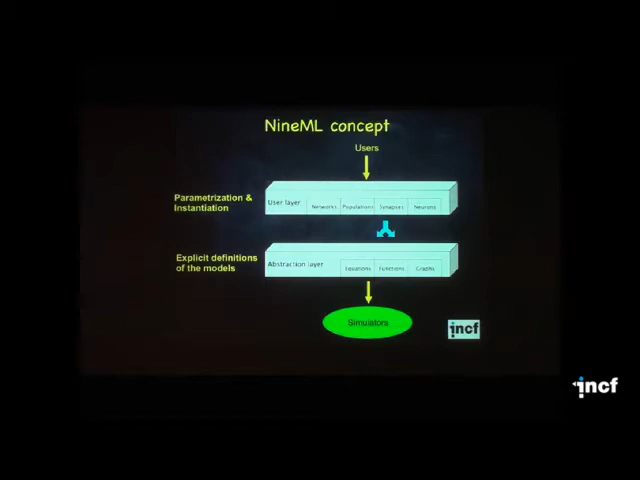 NineML concept
Users
Parametrization &
Instantiation
User layer
Networks
Populations
Synapses
Neurons
Explicit definitions
of the models
Abstraction layer
Equations
Functions
Graphs
Simulators
incf
incf